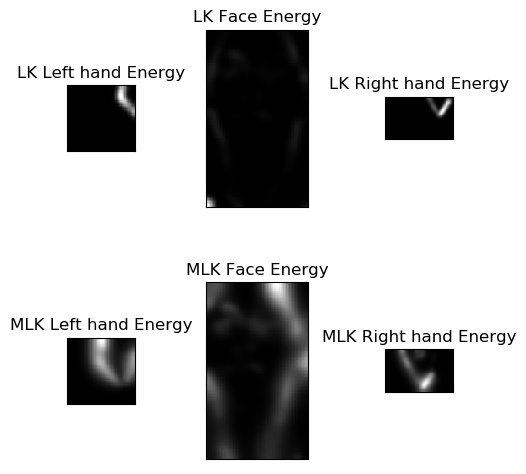 LK Face Energy
LK Left hand Energy
LK Right hand Energy
MLK Face Energy
MLK Left hand Energy
MLK Right hand Energy